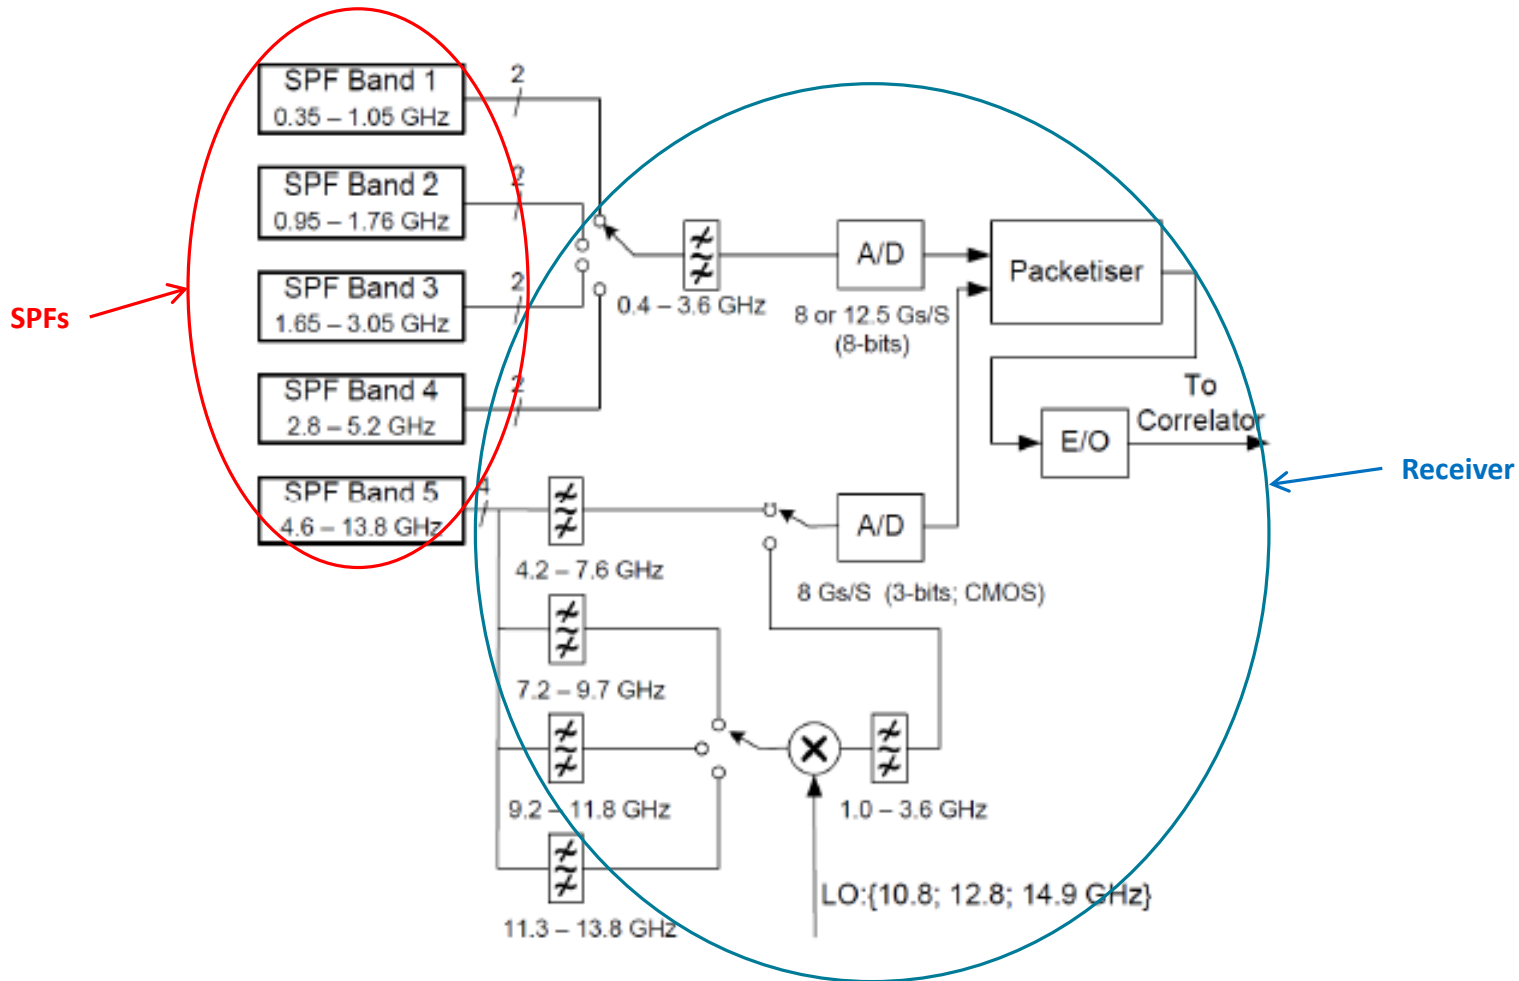 SPF Band 1
0.35 – 1.05 GHz
2
SPF Band 2
0.95 – 1.76 GHz
2
SPF Band 3
1.65 – 3.05 GHz
2
SPF Band 4
2.8 – 5.2 GHz
2
SPF Band 5
4.6 – 13.8 GHz
4
SPFs
0.4 – 3.6 GHz
A/D
8 or 12.5 Gs/S
(8-bits)
Packetiser
To
Correlator
E/O
Receiver
4.2 – 7.6 GHz
A/D
8 Gs/S (3-bits; CMOS)
7.2 – 9.7 GHz
9.2 – 11.8 GHz
1.0 – 3.6 GHz
LO:{10.8; 12.8; 14.9 GHz}
11.3 – 13.8 GHz